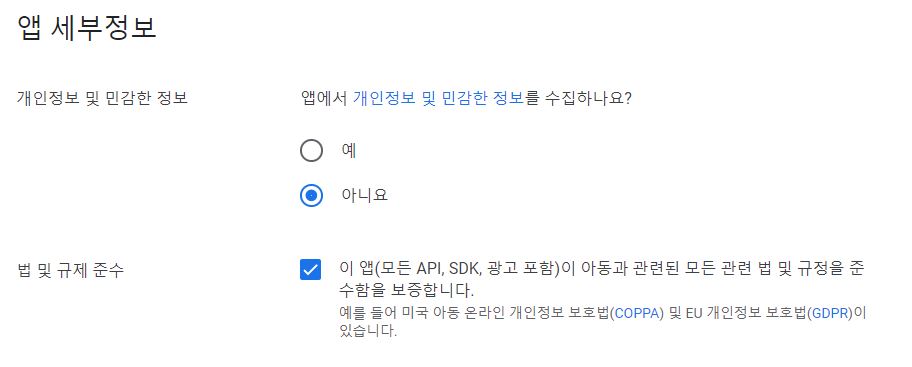 앱 세부정보
개인정보 및 민감한 정보
앱에서 개인정보 및 민감한 정보를 수집하나요?
예
아니요
법 및 규제 준수
이 앱(모든 API, SDK, 광고 포함)이 아동과 관련된 모든 관련 법 및 규정을 준
수함을 보증합니다.
예를 들어 미국 아동 온라인 개인정보 보호법(COPPA) 및 EU 개인정보 보호법(GDPR)이
있습니다.